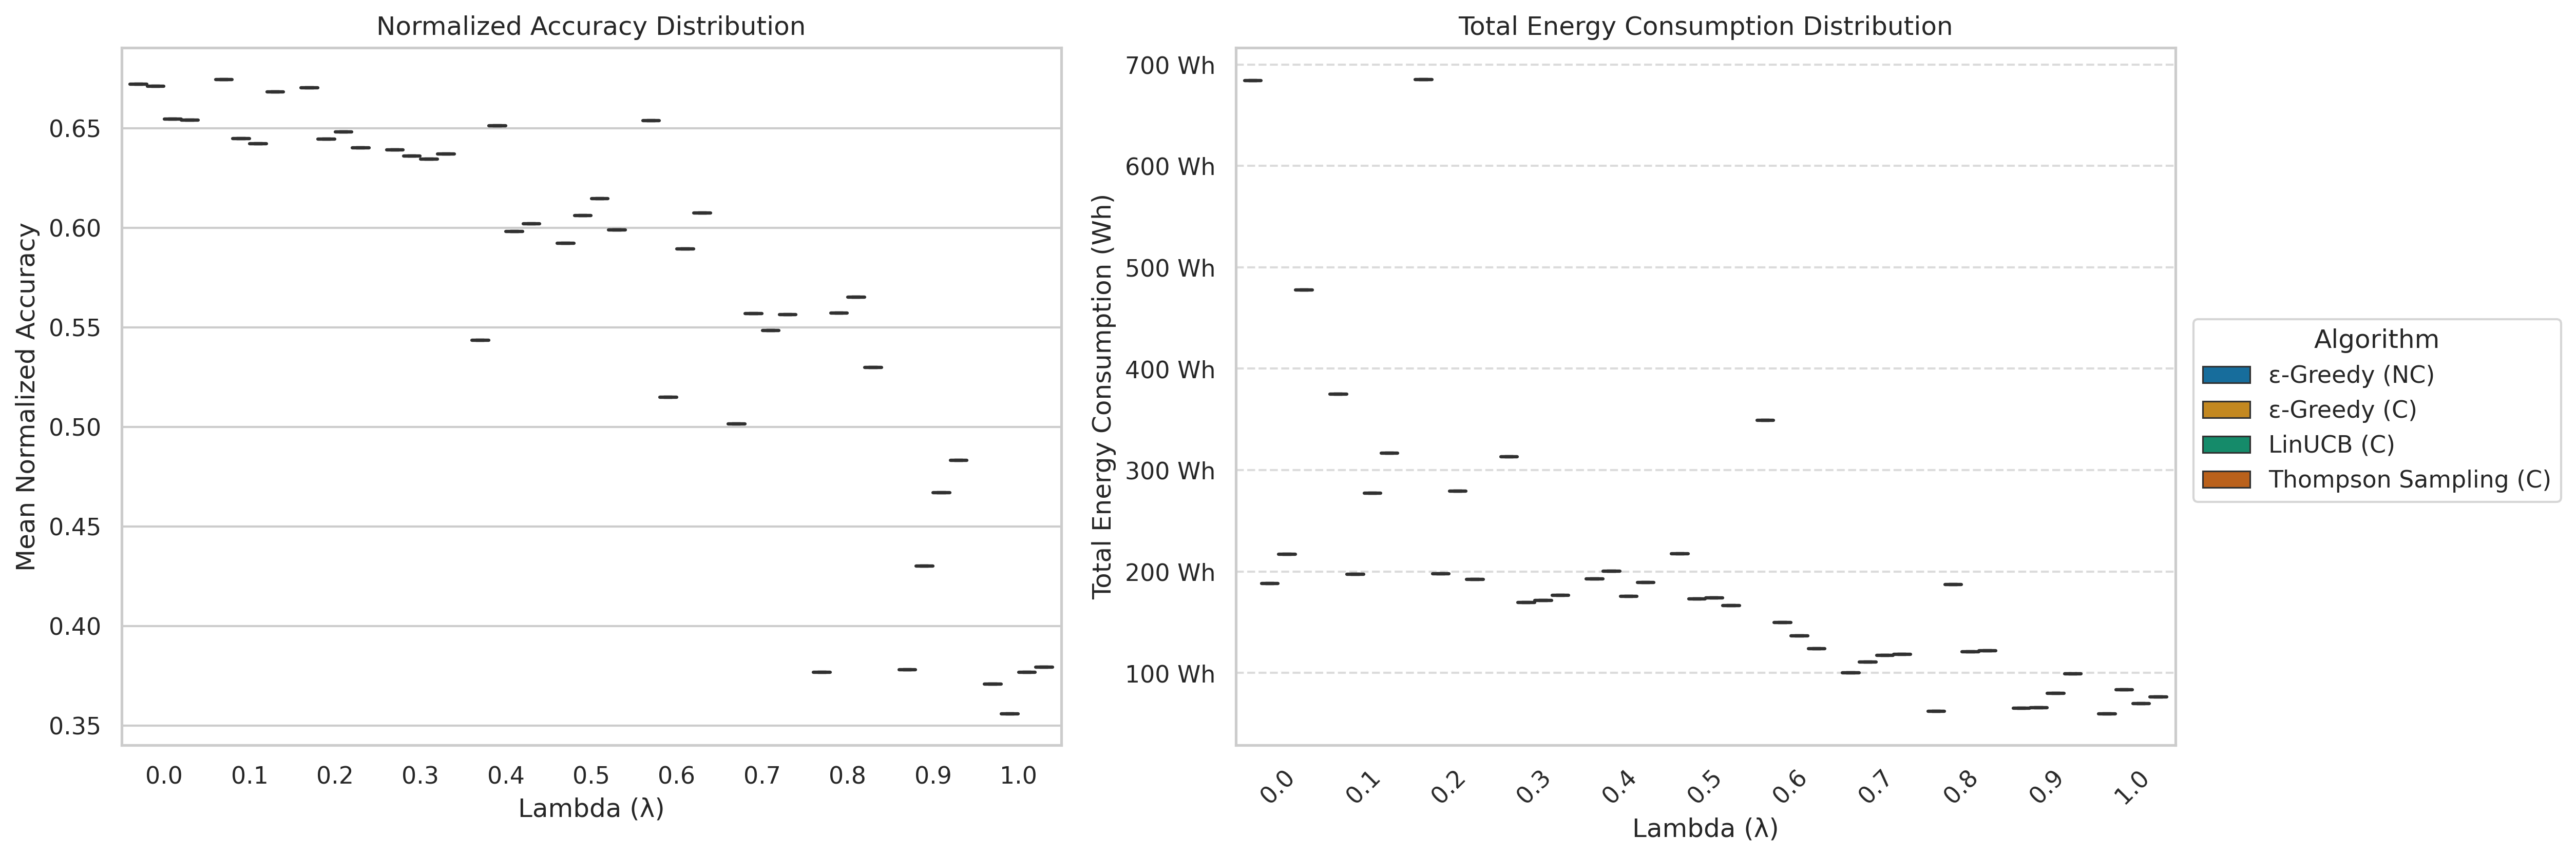 Normalized Accuracy Distribution
Mean Normalized Accuracy
0.65
0.60
0.55
0.50
0.45
0.40
0.35
0.0 0.1 0.2 0.3 0.4 0.5 0.6 0.7 0.8 0.9 1.0
Lambda (λ)
Total Energy Consumption Distribution
Total Energy Consumption (Wh)
700 Wh
600 Wh
500 Wh
400 Wh
300 Wh
200 Wh
100 Wh
0.0 0.1 0.2 0.3 0.4 0.5 0.6 0.7 0.8 0.9 1.0
Lambda (λ)
Algorithm
ε-Greedy (NC)
ε-Greedy (C)
LinUCB (C)
Thompson Sampling (C)